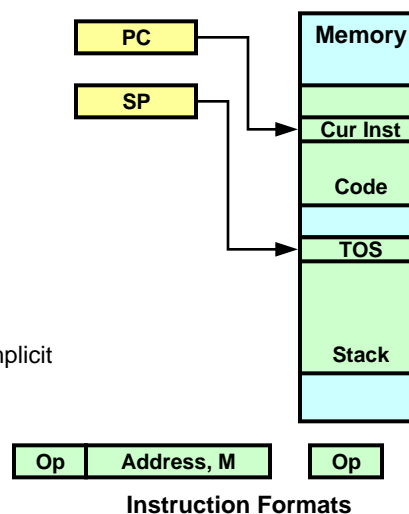 PC
Memory
SP
Cur Inst
Code
TOS
Stack
Op Address, M Op
Instruction Formats